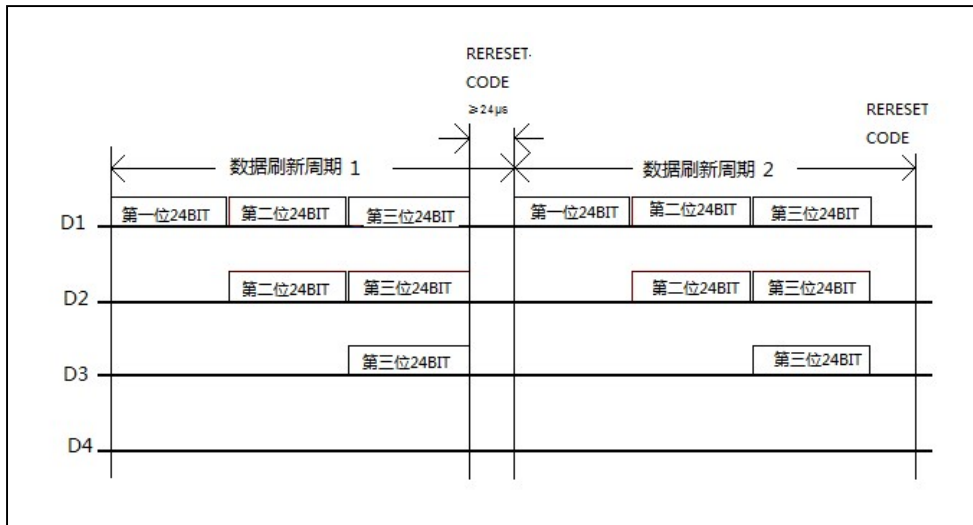 RERESET·
CODE
≥24μs
RERESET
CODE
数据刷新周期 1
数据刷新周期 2
D1
第一位24BIT
第二位24BIT
第三位24BIT
第一位24BIT
第二位24BIT
第三位24BIT
D2
第二位24BIT
第三位24BIT
第二位24BIT
第三位24BIT
D3
第三位24BIT
第三位24BIT
D4